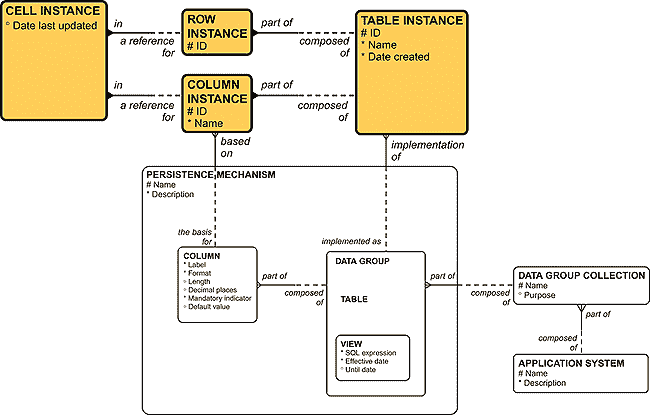 CELL INSTANCE
° Date last updated
in
a reference
for
ROW
INSTANCE
# ID
part of
composed
of
TABLE INSTANCE
# ID
* Name
* Date created
in
a reference
for
COLUMN
INSTANCE
# ID
* Name
part of
composed
of
based
on
implementation
of
PERSISTENCE MECHANISM
# Name
* Description
the basis
for
implemented as
COLUMN
* Label
* Format
° Length
° Decimal places
* Mandatory indicator
° Default value
part of
composed
of
DATA GROUP
TABLE
VIEW
* SQL expression
* Effective date
° Until date
part of
composed
of
DATA GROUP COLLECTION
# Name
° Purpose
part of
composed
of
APPLICATION SYSTEM
# Name
* Description